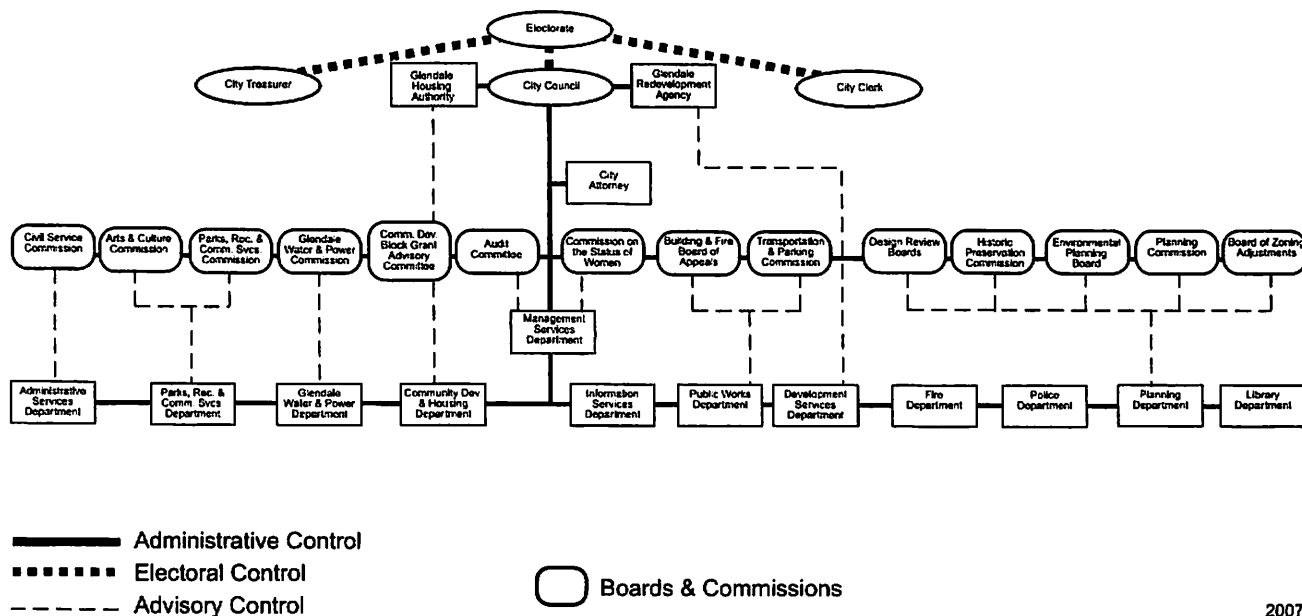 Electorate
City Treasurer
Glendale
Housing
Authority
City Council
Glendale
Redevelopment
Agency
City Clerk
City
Attorney
Civil Service
Commission
Arts & Culture
Commission
Parks, Rec. &
Comm. Svcs.
Commission
Glendale
Water & Power
Commission
Comm. Dev.
Block Grant
Advisory
Committee
Audit
Committee
Commission on
the Status of
Women
Building & Fire
Board of
Appeals
Transportation
& Parking
Commission
Design Review
Boards
Historic
Preservation
Commission
Environmental
Planning Board
Planning
Commission
Board of Zoning
Adjustments
Management
Services
Department
Administrative
Services
Department
Parks, Rec. &
Comm. Svcs
Department
Glendale
Water & Power
Department
Community Dev
& Housing
Department
Information
Services
Department
Public Works
Department
Development
Services
Department
Fire
Department
Police
Department
Planning
Department
Library
Department
Administrative Control
Electoral Control
Advisory Control
Boards & Commissions
2007